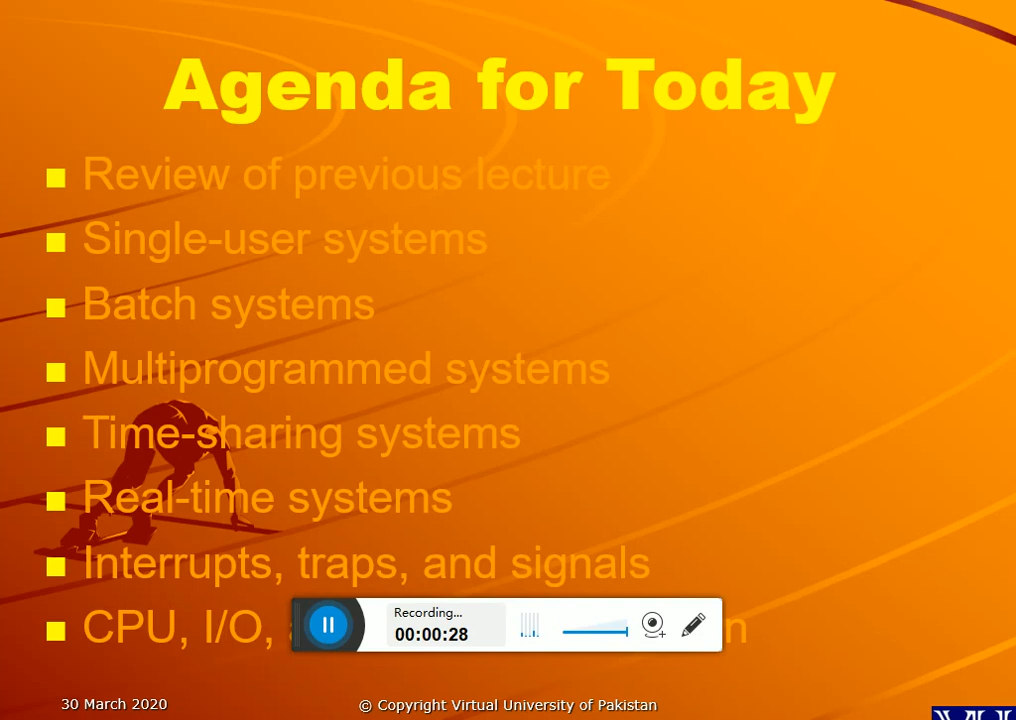 Agenda for Today
Review of previous lecture
Single-user systems
Batch systems
Multiprogrammed systems
Time-sharing systems
Real-time systems
Interrupts, traps, and signals
CPU, I/O,
Recording...
00:00:28
30 March 2020
© Copyright Virtual University of Pakistan